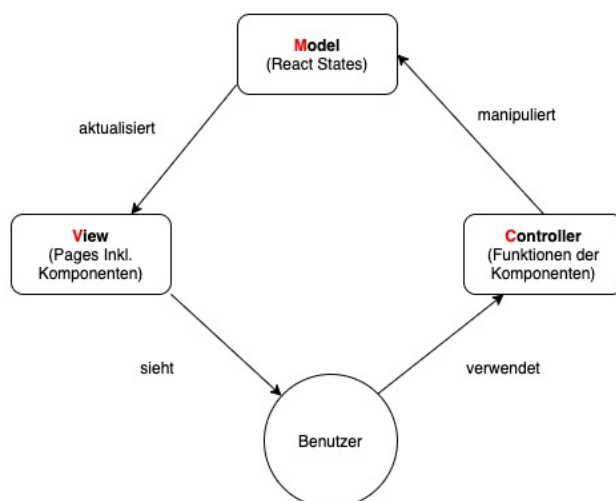 Model
(React States)
aktualisiert
manipuliert
View
(Pages Inkl.
Komponenten)
Controller
(Funktionen der
Komponenten)
sieht
verwendet
Benutzer